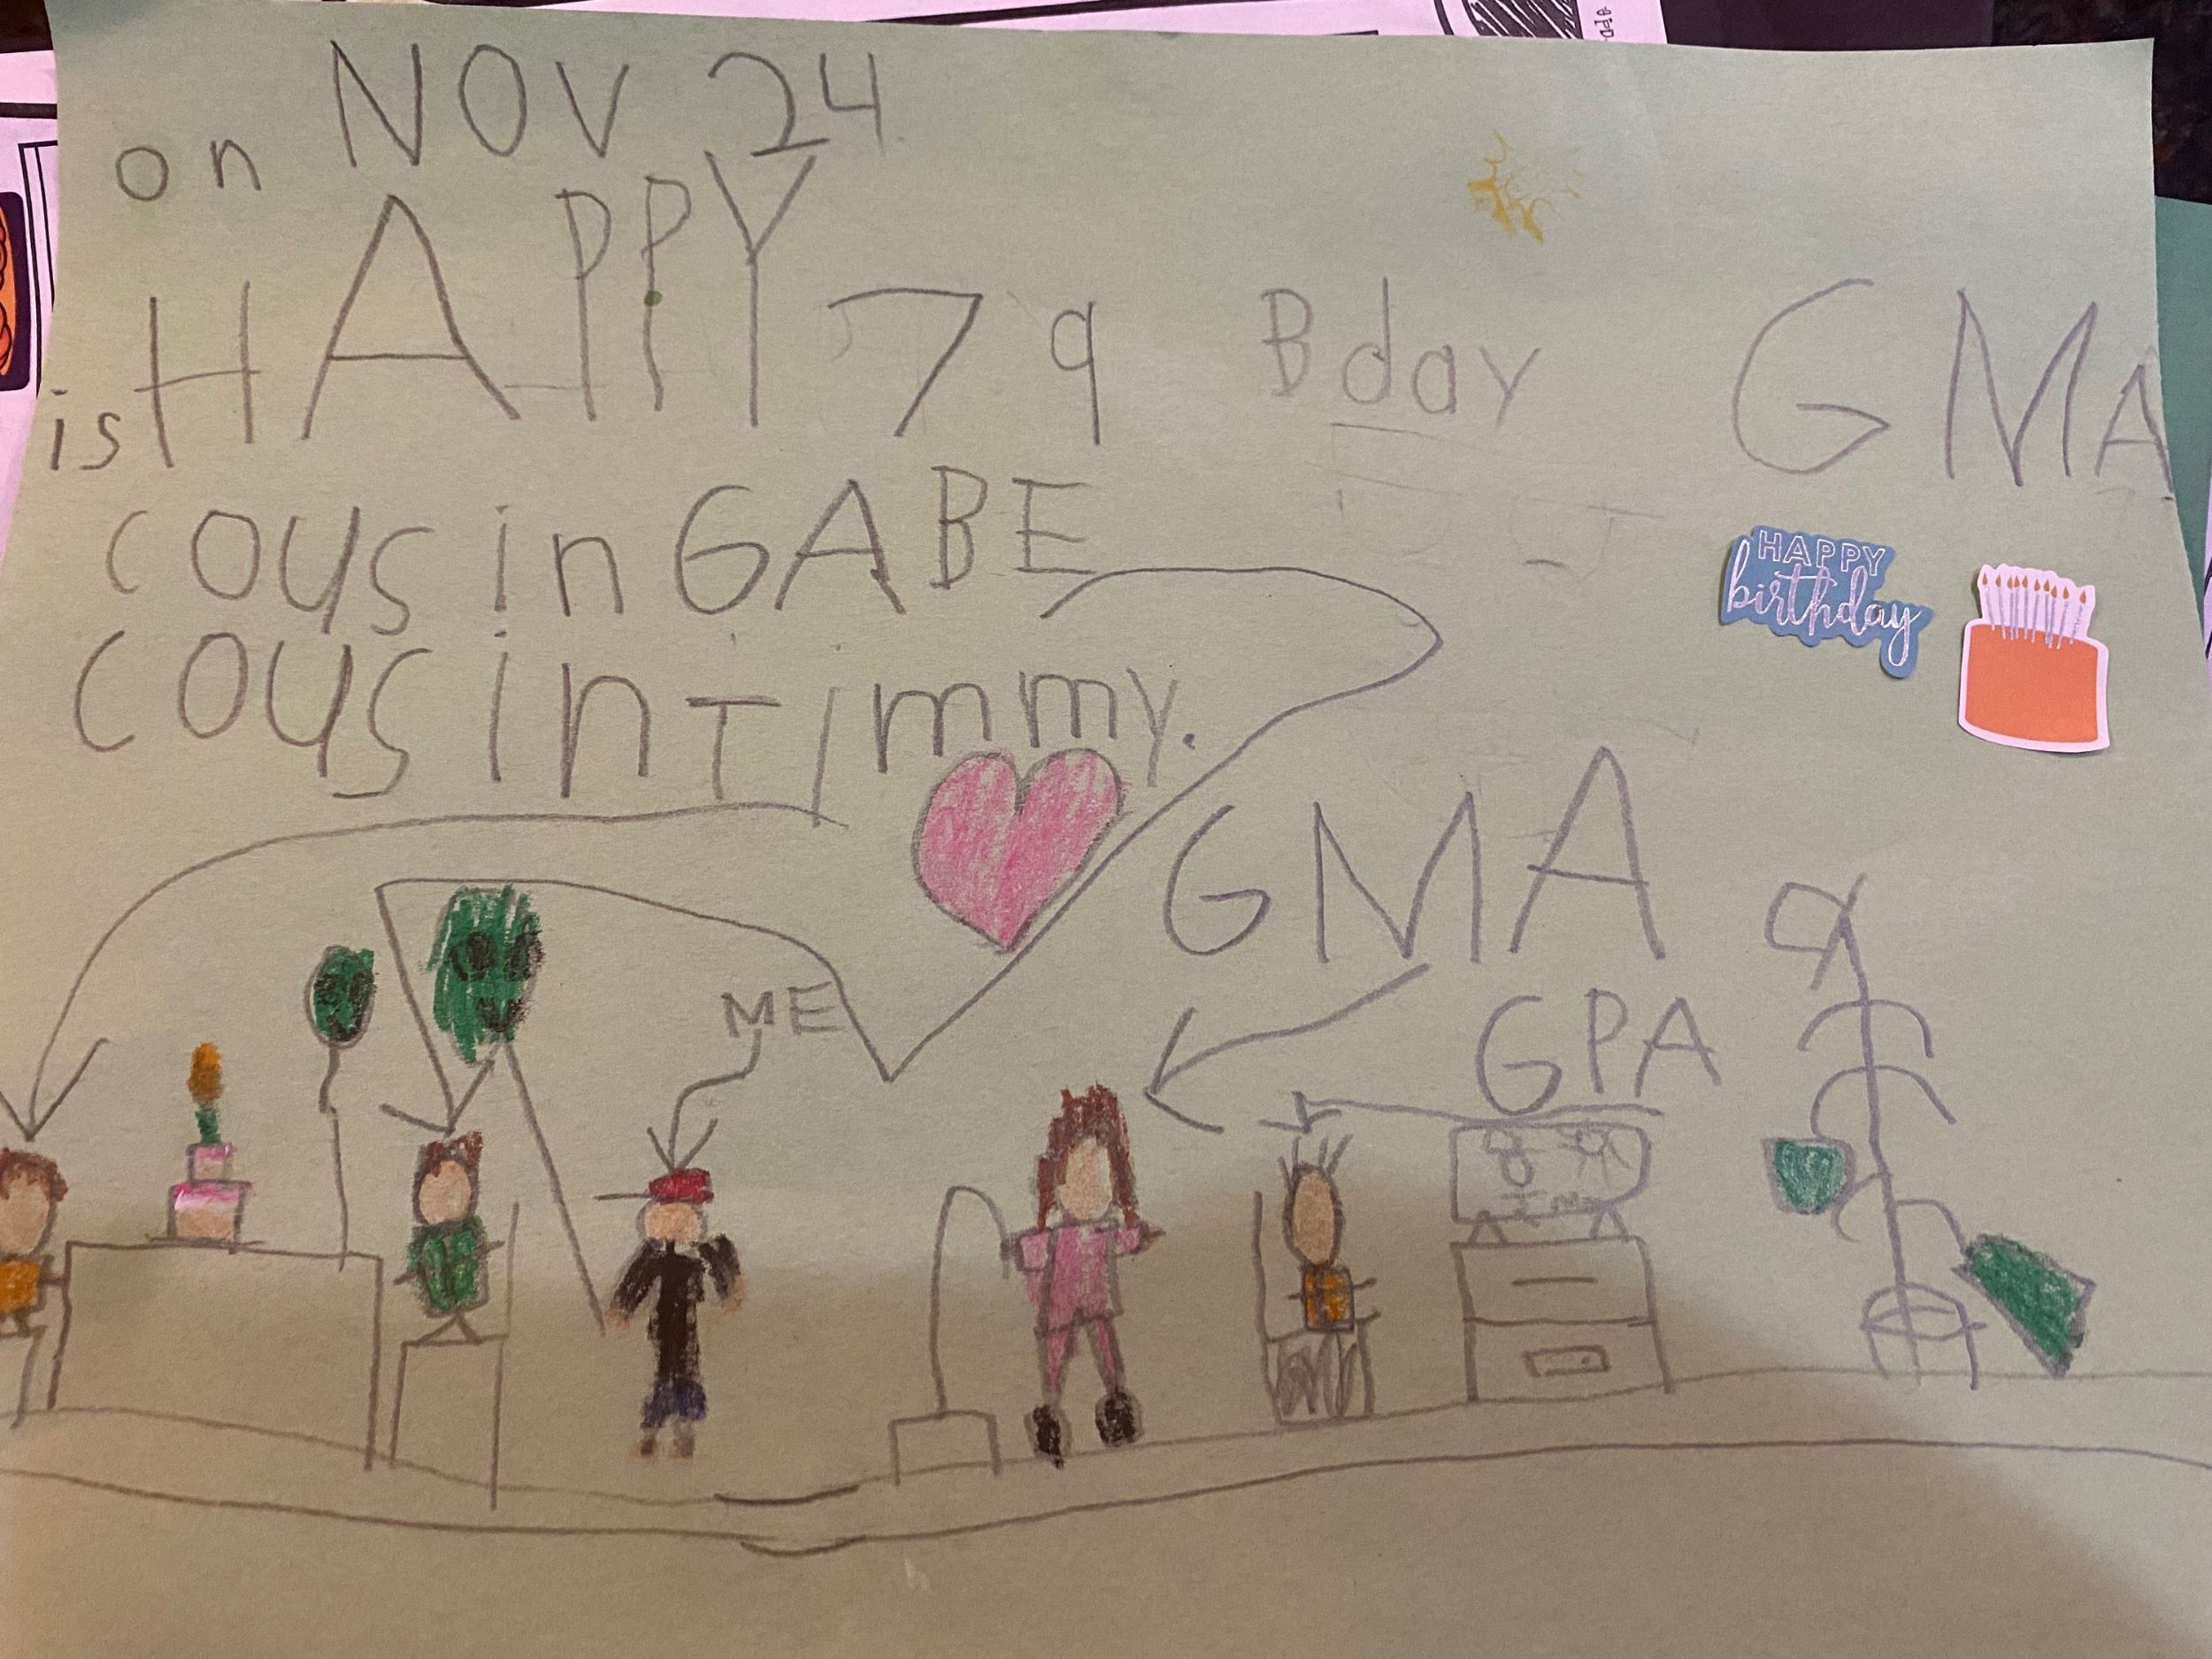 on NOV 24.
is HAPPY 79 Bday GMA
cousin GABE
HAPPY
birthday
cousin Timmy.
GMA
ME
GPA